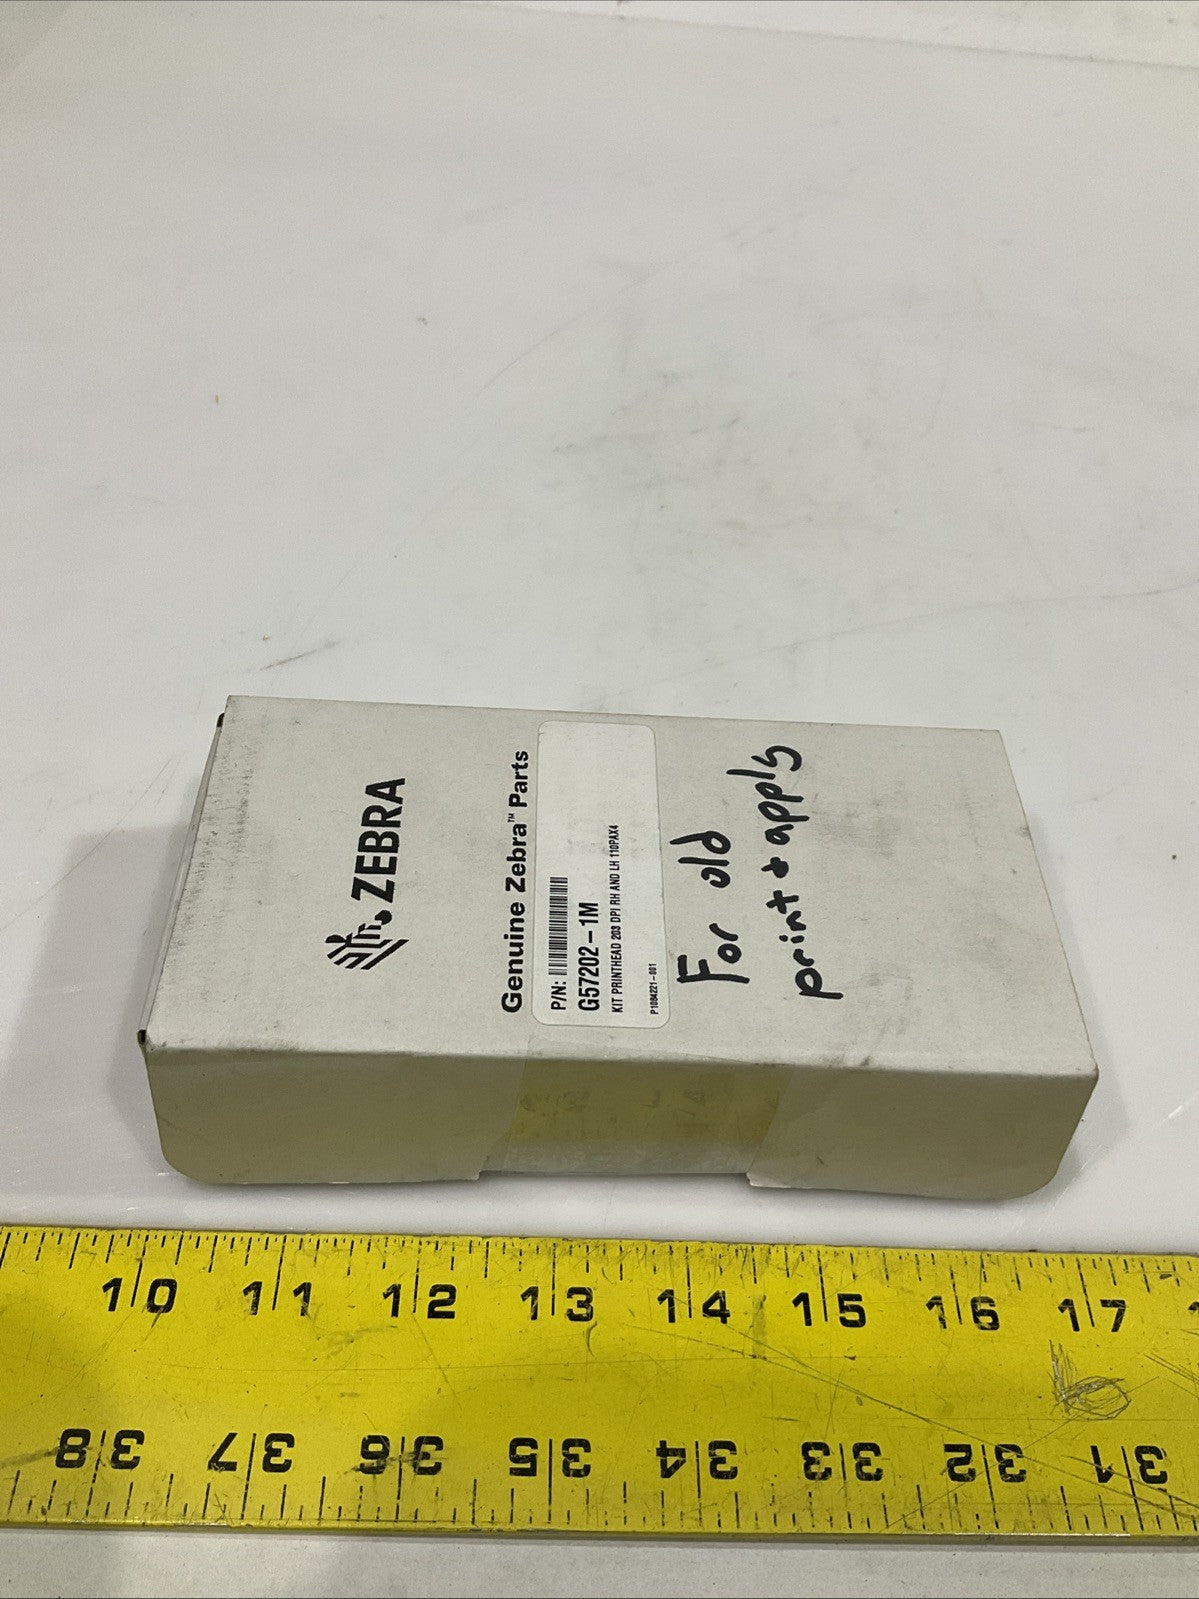 ZEBRA
Genuine Zebra™ Parts
P/N:
G57202-1M
KIT PRINTHEAD 203 DPI RH AND LH 110PAX4
P1084221-001
For old
print & apply
10 11 12 13 14 15 16 17
38 37 36 35 34 33 32 31